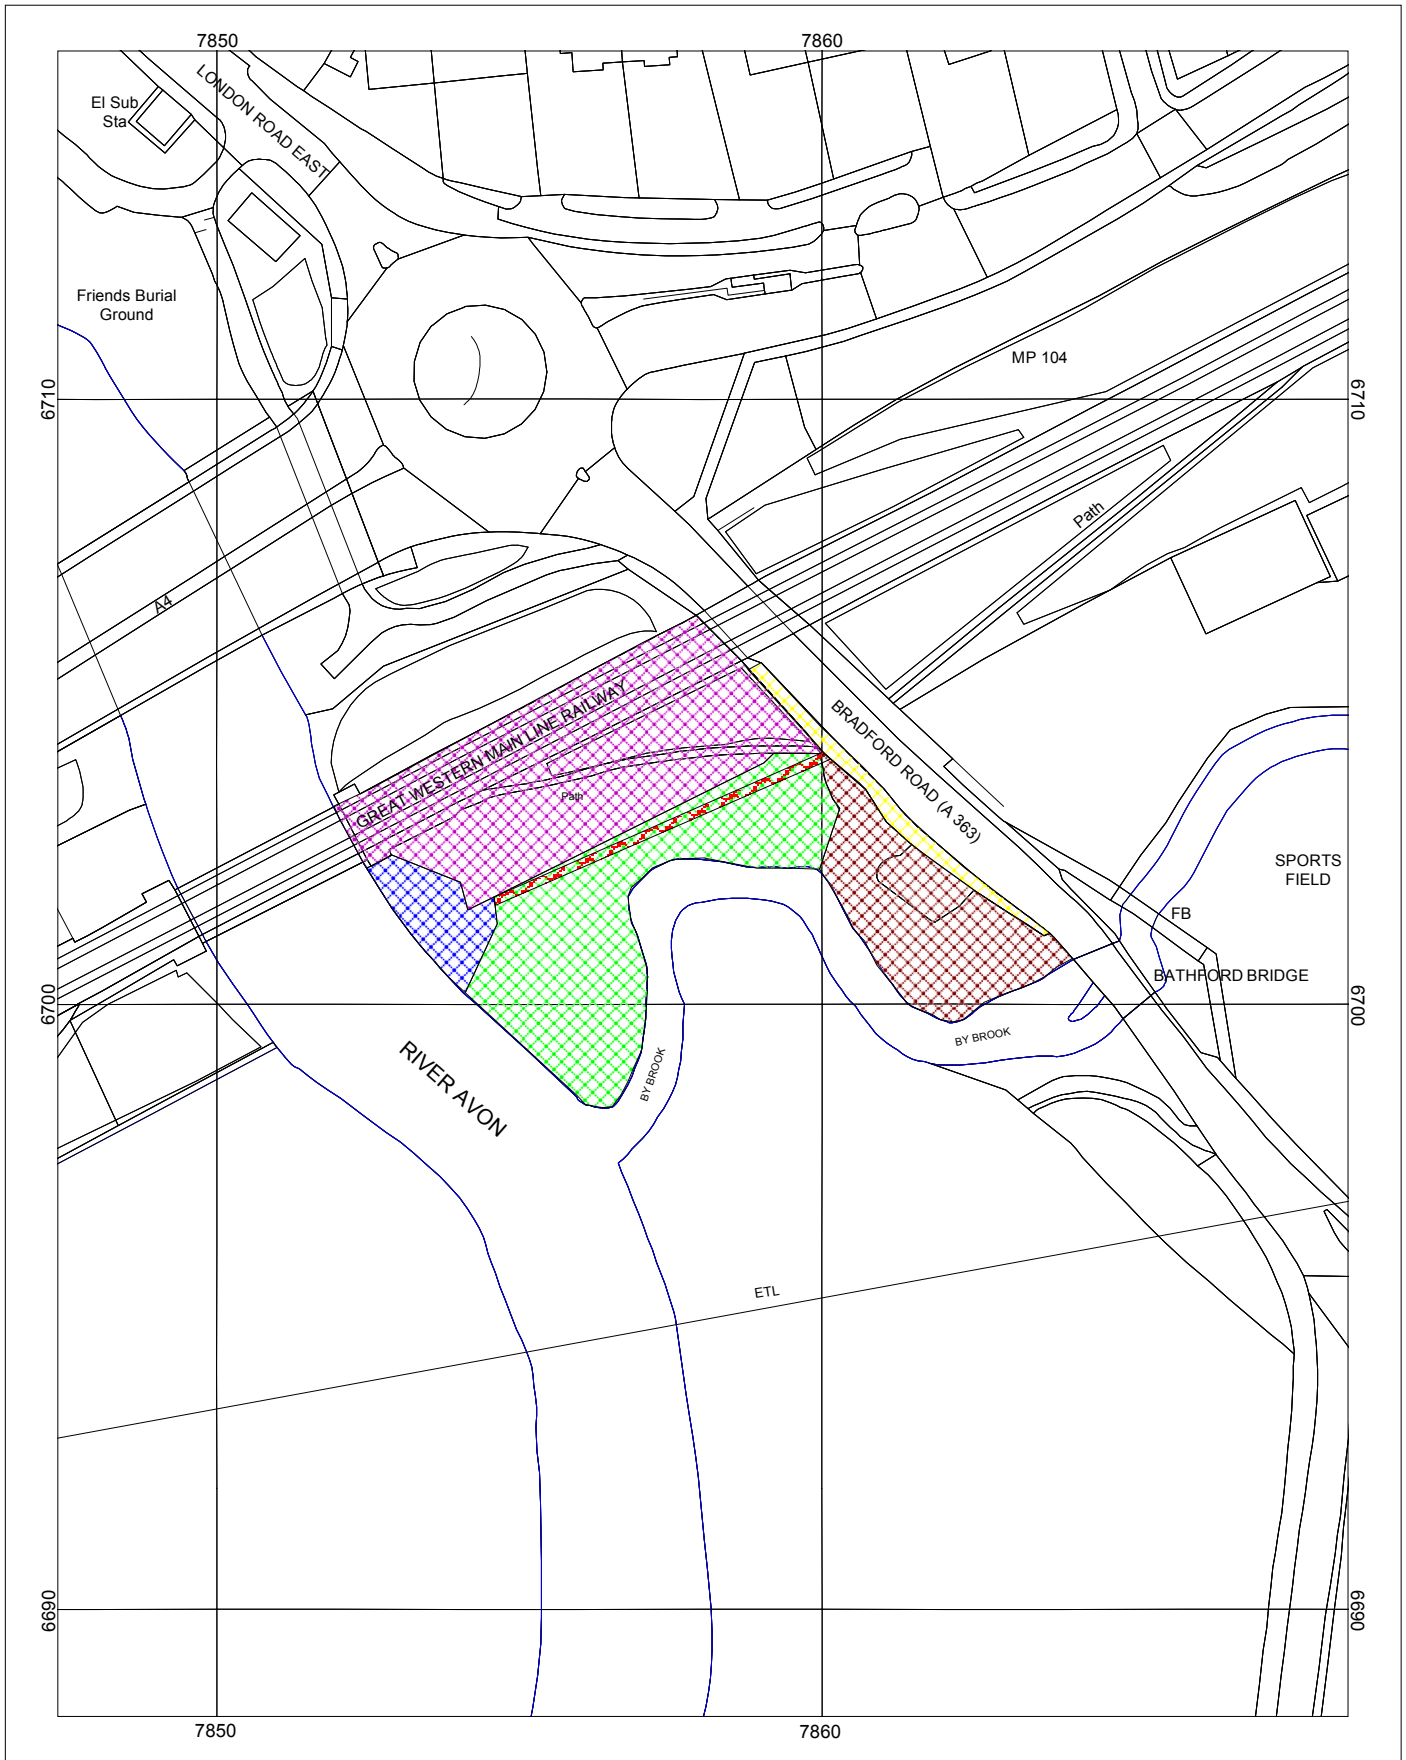 7850
7860
LONDON ROAD EAST
El Sub
Sta
Friends Burial
Ground
MP 104
6710
6710
Path
A4
GREAT WESTERN MAIN LINE RAILWAY
Path
BRADFORD ROAD (A 363)
SPORTS
FIELD
FB
BATHFORD BRIDGE
6700
6700
RIVER AVON
BY BROOK
BY BROOK
ETL
6690
6690
7850
7860